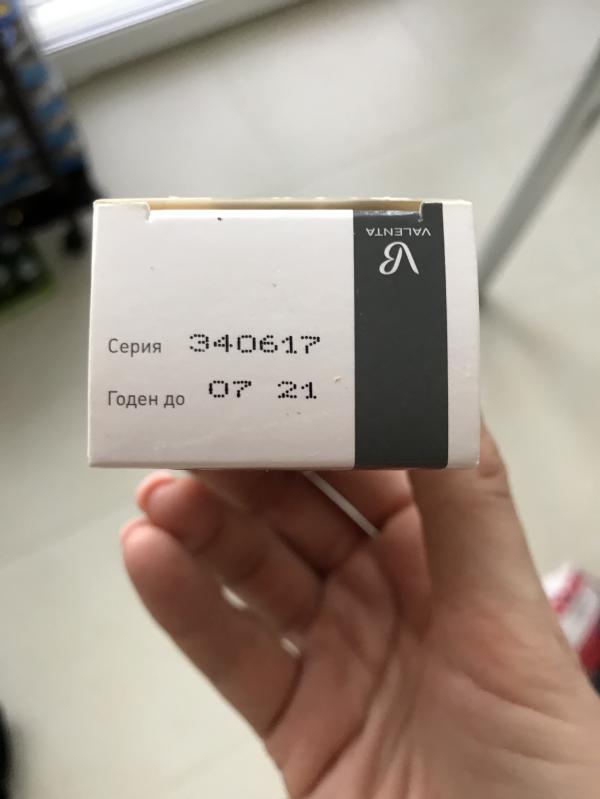 VALENTA
Серия 340617
Годен до 07 21